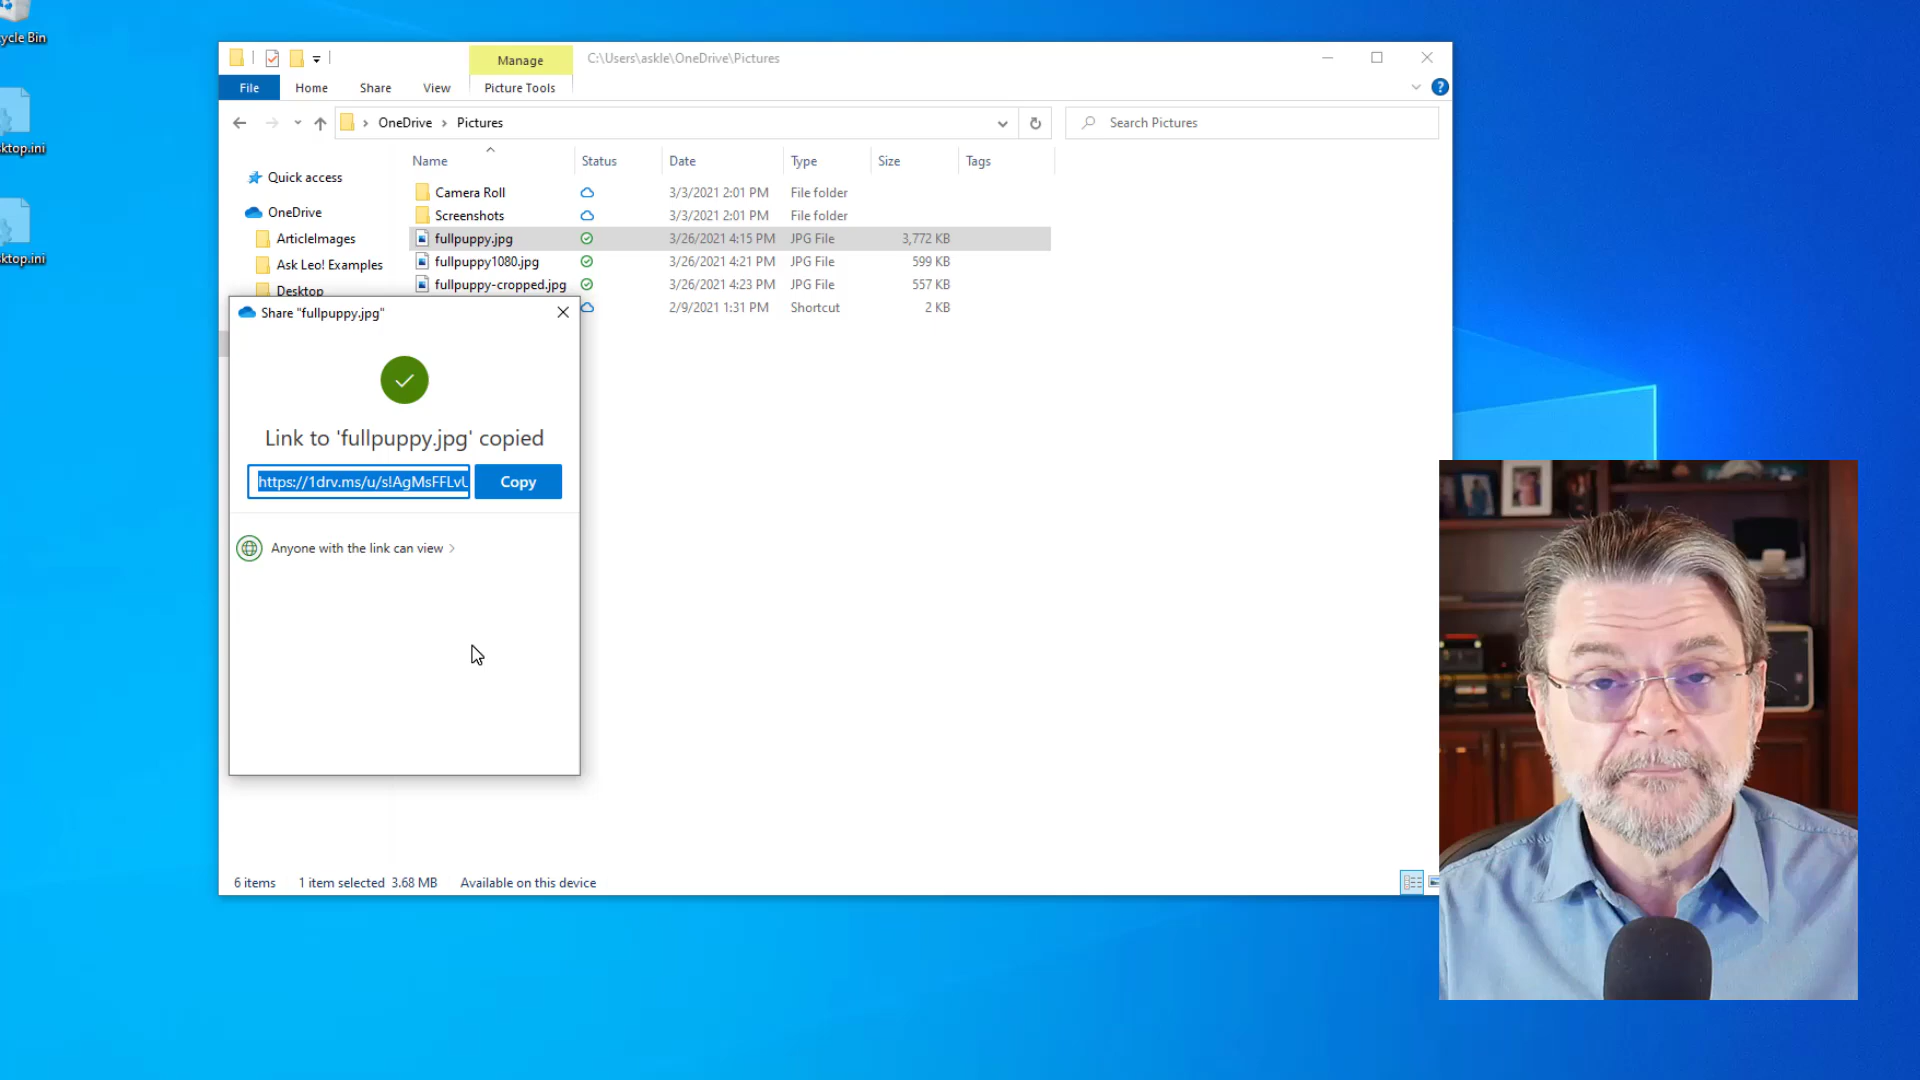 ycle Bin
ktop.ini
ktop.ini
Manage
C:\Users\askle\OneDrive\Pictures
File
Home
Share
View
Picture Tools
OneDrive > Pictures
Search Pictures
Name
Status
Date
Type
Size
Tags
Quick access
OneDrive
ArticleImages
Ask Leo! Examples
Desktop
Camera Roll 3/3/2021 2:01 PM File folder
Screenshots 3/3/2021 2:01 PM File folder
fullpuppy.jpg 3/26/2021 4:15 PM JPG File 3,772 KB
fullpuppy1080.jpg 3/26/2021 4:21 PM JPG File 599 KB
fullpuppy-cropped.jpg 3/26/2021 4:23 PM JPG File 557 KB
2/9/2021 1:31 PM Shortcut 2 KB
Share "fullpuppy.jpg"
Link to 'fullpuppy.jpg' copied
https://1drv.ms/u/s!AgMsFFLvU
Copy
Anyone with the link can view >
6 items
1 item selected 3.68 MB
Available on this device